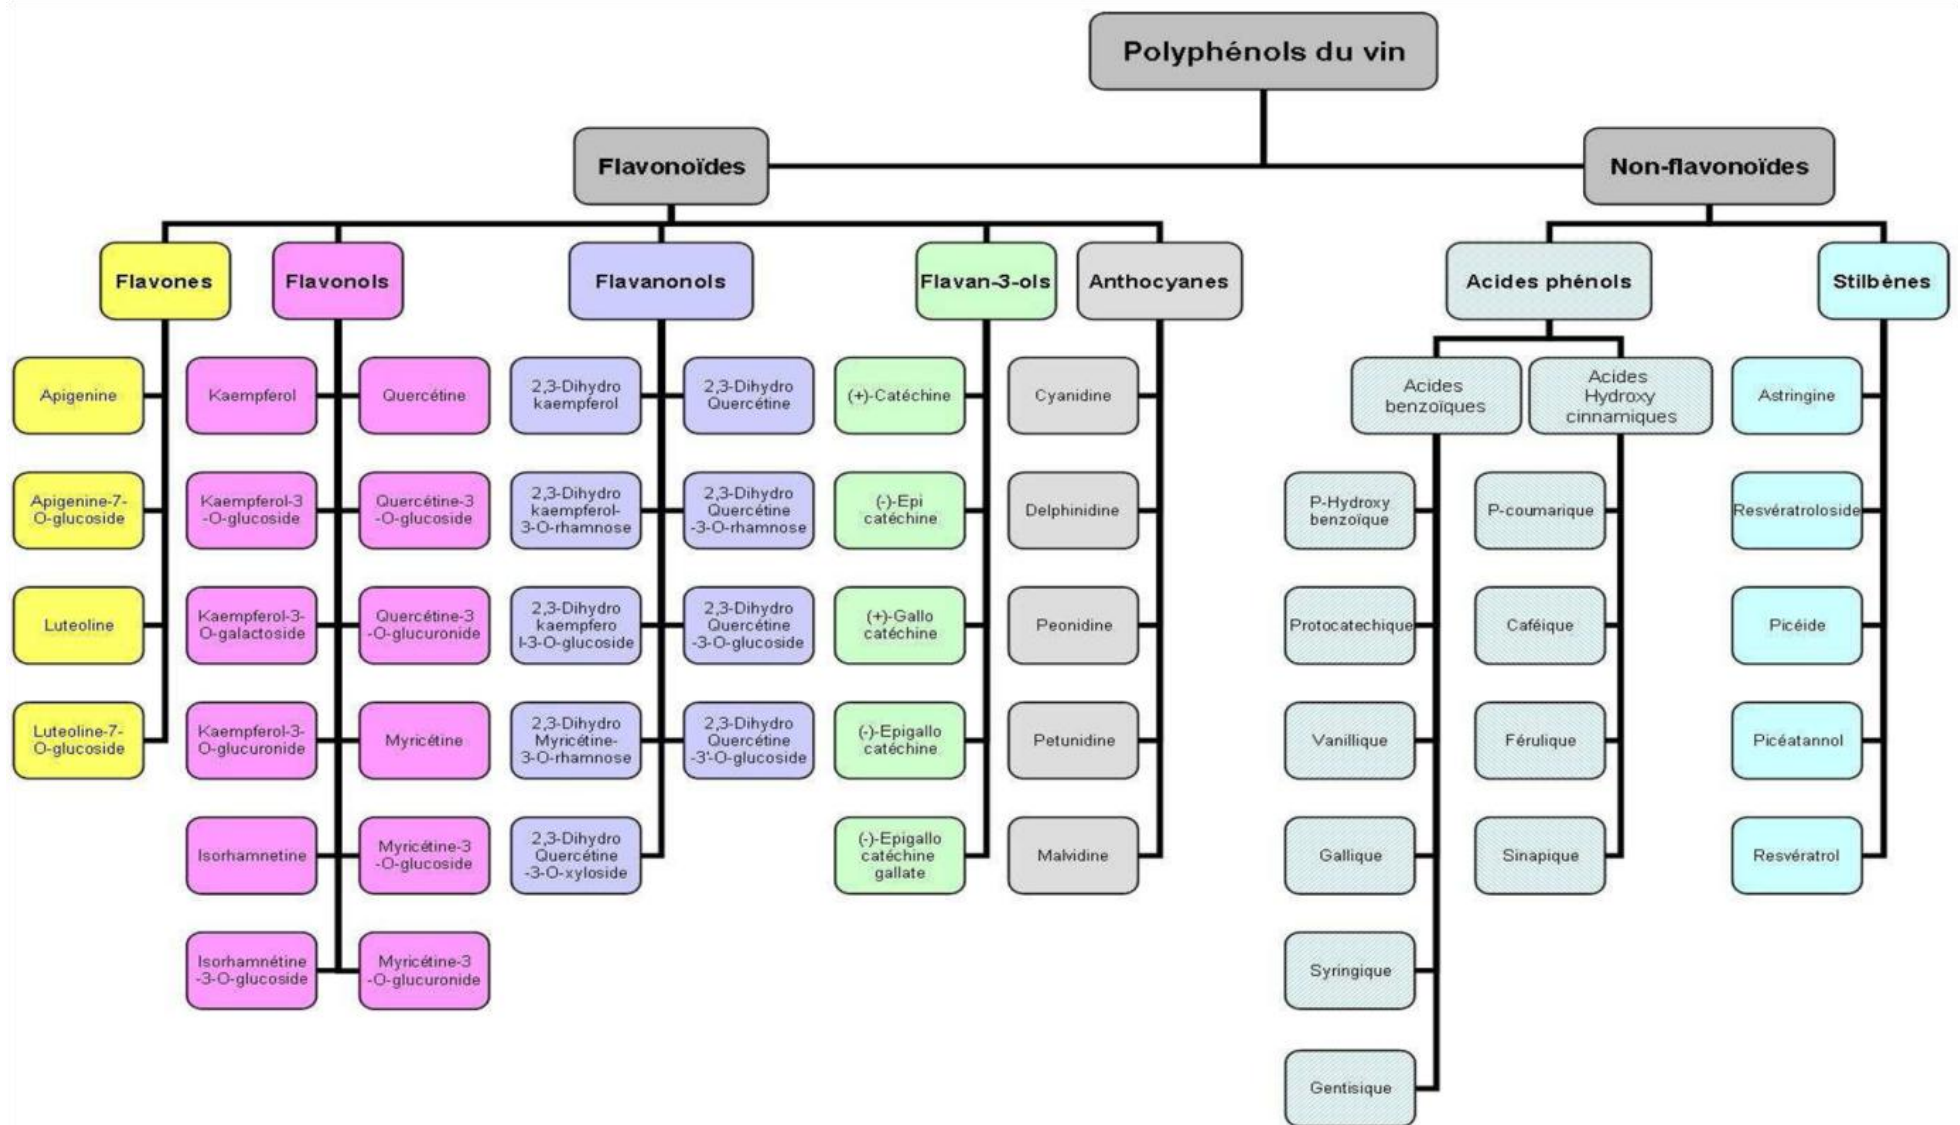 Polyphénols du vin
Flavonoïdes
Non-flavonoïdes
Flavones
Flavonols
Flavanonols
Flavan-3-ols
Anthocyanes
Acides phénols
Stilbènes
Apigenine
Apigenine-7-
O-glucoside
Luteoline
Luteoline-7-
O-glucoside
Kaempferol
Kaempferol-3
-O-glucoside
Kaempferol-3-
O-galactoside
Kaempferol-3-
O-glucuronide
Isorhamnetine
Isorhamnétine
-3-O-glucoside
Quercétine
Quercétine-3
-O-glucoside
Quercétine-3
-O-glucuronide
Myricétine
Myricétine-3
-O-glucoside
Myricétine-3
-O-glucuronide
2,3-Dihydro
kaempferol
2,3-Dihydro
kaempferol-
3-O-rhamnose
2,3-Dihydro
kaempfero
l-3-O-glucoside
2,3-Dihydro
Myricétine-
3-O-rhamnose
2,3-Dihydro
Quercétine
-3-O-xyloside
2,3-Dihydro
Quercétine
2,3-Dihydro
Quercétine
-3-O-rhamnose
2,3-Dihydro
Quercétine
-3-O-glucoside
2,3-Dihydro
Quercétine
-3'-O-glucoside
(+)-Catéchine
(-)-Epi
catéchine
(+)-Gallo
catéchine
(-)-Epigallo
catéchine
(-)-Epigallo
catéchine
gallate
Cyanidine
Delphinidine
Peonidine
Petunidine
Malvidine
Acides
benzoïques
P-Hydroxy
benzoïque
Protocatechique
Vanillique
Gallique
Syringique
Gentisique
Acides
Hydroxy
cinnamiques
P-coumarique
Caféique
Férulique
Sinapique
Astringine
Resvératroloside
Picéide
Picéatannol
Resvératrol